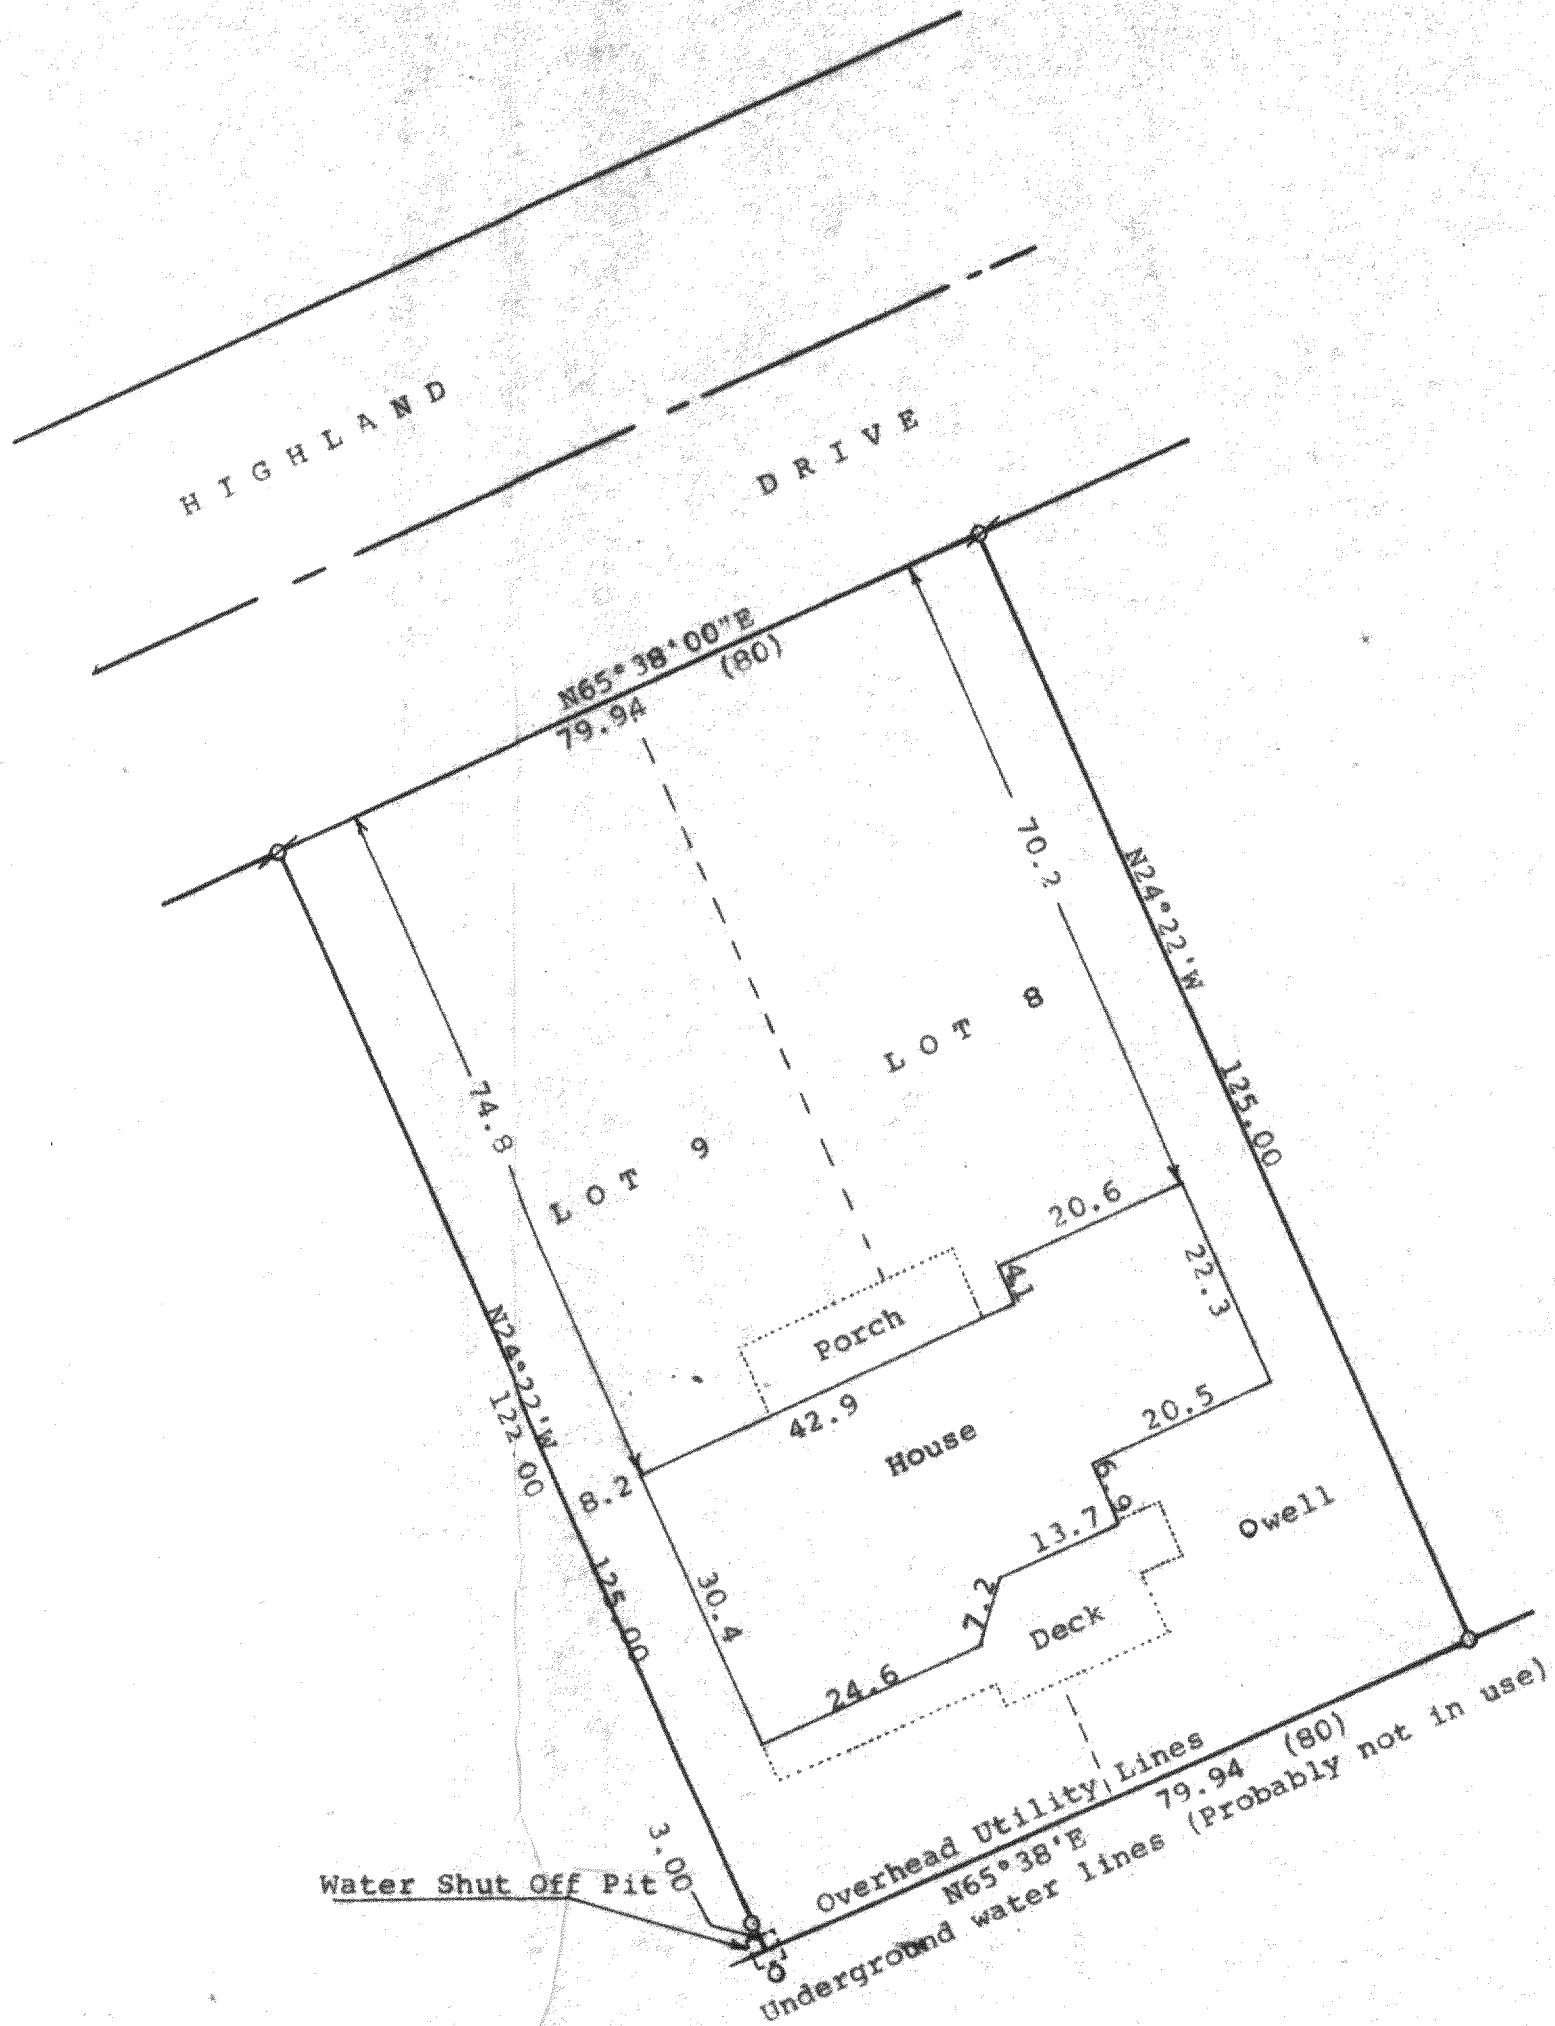 HIGHLAND
DRIVE
N65°38'00"E
(80)
79.94
70.2
N24°22'W
125.00
74.8
LOT 8
LOT 9
20.6
4.1
22.3
Porch
42.9
House
20.5
N24°22'W
122.00
8.2
6.9
13.7
Owell
30.4
7.2
Deck
125.00
24.6
3.00
Overhead Utility Lines
79.94 (80)
N65°38'E
Underground water lines (Probably not in use)
Water Shut Off Pit